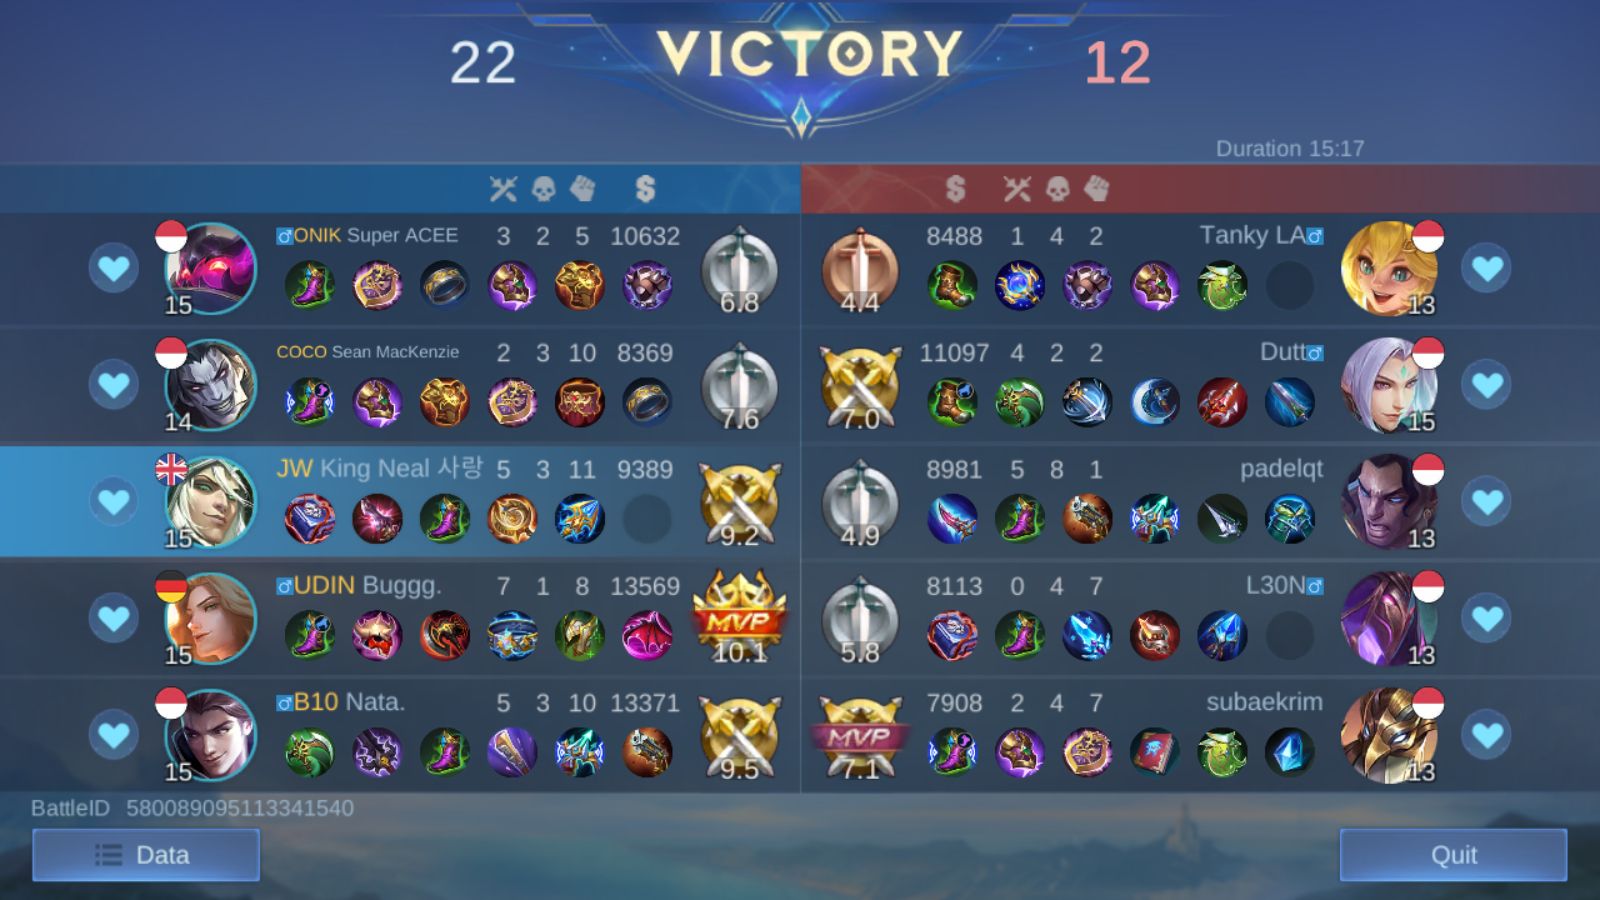 22 VICTORY 12
Duration 15:17
ONIK Super ACEE 3 2 5 10632
15 6.8
8488 1 4 2 Tanky LA
4.4 13
COCO Sean MacKenzie 2 3 10 8369
14 7.6
11097 4 2 2 Dutt
7.0 15
JW King Neal 사랑 5 3 11 9389
15 9.2
8981 5 8 1 padelqt
4.9 13
UDIN Buggg. 7 1 8 13569
15 MVP 10.1
8113 0 4 7 L30N
5.8 13
B10 Nata. 5 3 10 13371
15 9.5
7908 2 4 7 subaekrim
MVP 7.1 13
BattleID 580089095113341540
Data
Quit